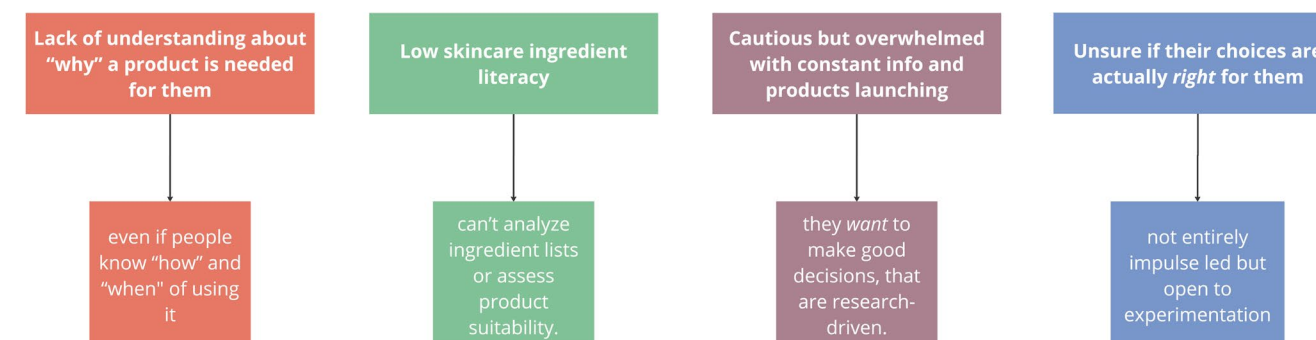 Lack of understanding about
“why” a product is needed
for them
even if people
know “how” and
“when" of using
it
Low skincare ingredient
literacy
can’t analyze
ingredient lists
or assess
product
suitability.
Cautious but overwhelmed
with constant info and
products launching
they want to
make good
decisions, that
are research-
driven.
Unsure if their choices are
actually right for them
not entirely
impulse led but
open to
experimentation